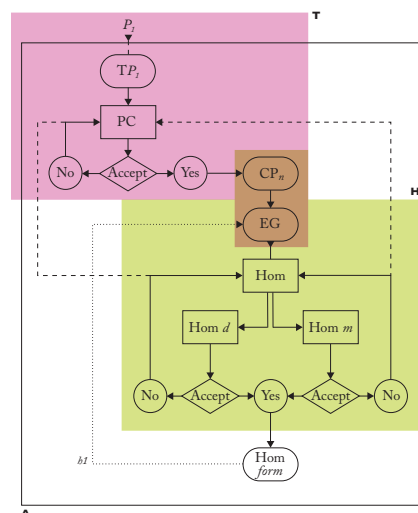 T
P1
TP1
PC
No
Accept
Yes
CPn
H
EG
Hom
Hom d
Hom m
No
Accept
Yes
Accept
No
h1
Hom
form
A